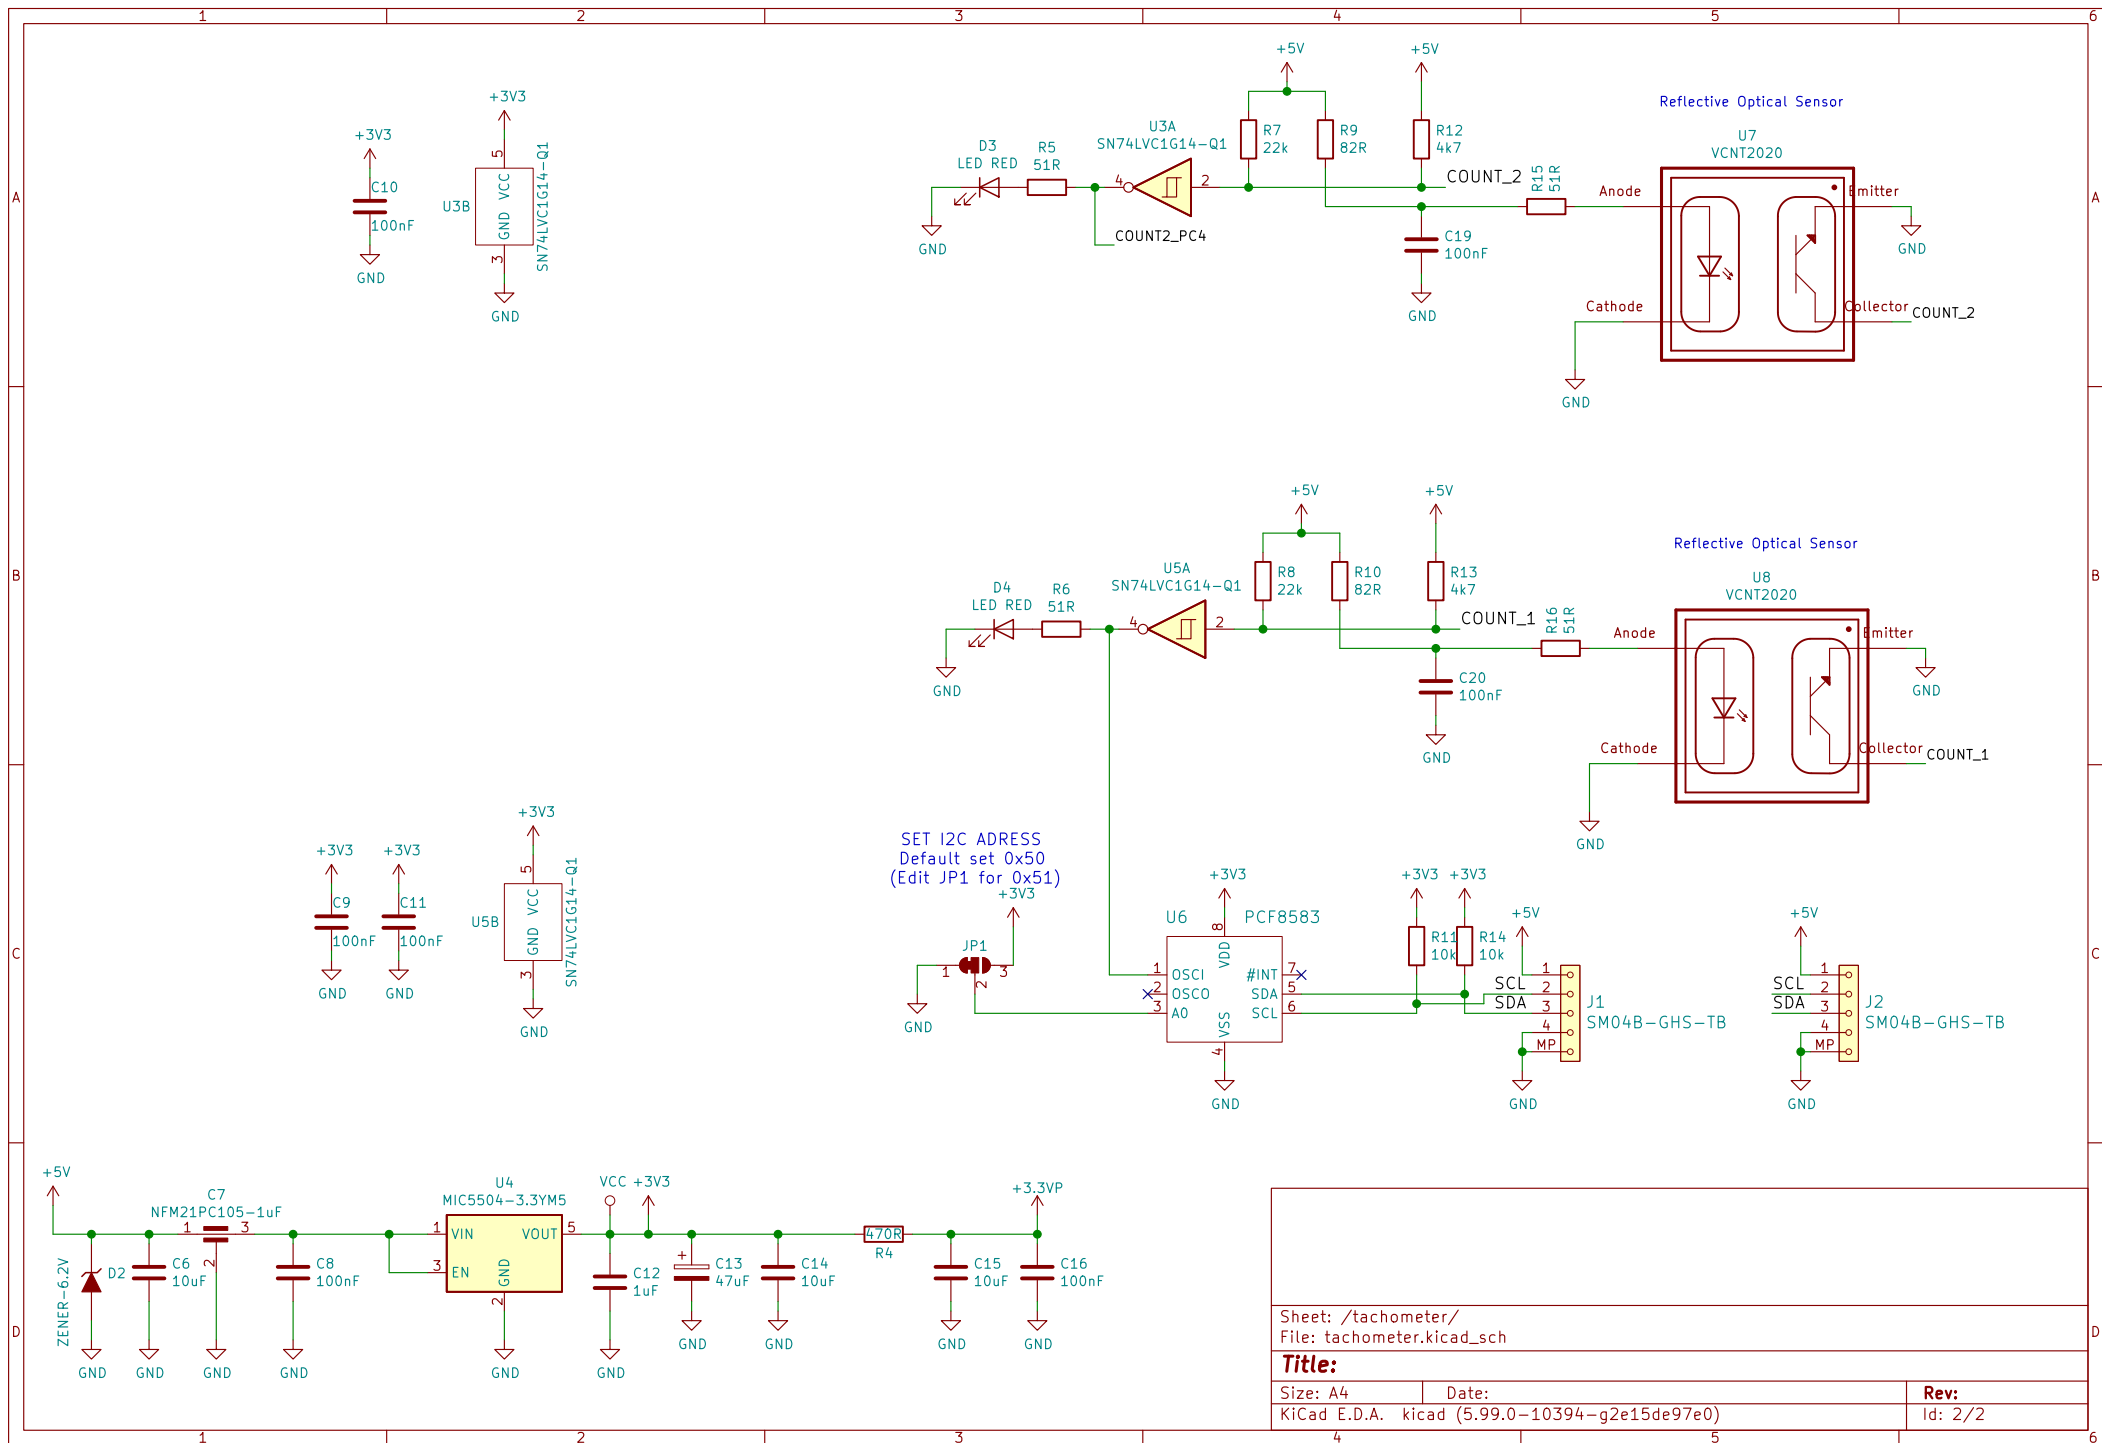 1 2 3 4 5 6
A
+3V3
C10
100nF
GND
+3V3
5
U3B
GND VCC
SN74LVC1G14-Q1
3
GND
D3
LED RED
R5
51R
GND
U3A
SN74LVC1G14-Q1
4
2
COUNT2_PC4
+5V
R7
22k
R9
82R
+5V
R12
4k7
COUNT_2
C19
100nF
GND
R15
51R
Reflective Optical Sensor
U7
VCNT2020
Anode
Emitter
Cathode
Collector
COUNT_2
GND
GND
A
B
D4
LED RED
R6
51R
GND
U5A
SN74LVC1G14-Q1
4
2
+5V
R8
22k
R10
82R
+5V
R13
4k7
COUNT_1
C20
100nF
GND
R16
51R
Reflective Optical Sensor
U8
VCNT2020
Anode
Emitter
Cathode
Collector
COUNT_1
GND
GND
B
C
+3V3
C9
100nF
GND
+3V3
C11
100nF
GND
+3V3
5
U5B
GND VCC
SN74LVC1G14-Q1
3
GND
SET I2C ADRESS
Default set 0x50
(Edit JP1 for 0x51)
+3V3
JP1
1
2
3
GND
+3V3
U6
PCF8583
8
VDD
1 OSCI
2 OSCO
3 A0
#INT 7
SDA 5
SCL 6
VSS
4
GND
+3V3
+3V3
R11
10k
R14
10k
+5V
SCL
SDA
1
2
3
4
MP
J1
SM04B-GHS-TB
GND
+5V
SCL
SDA
1
2
3
4
MP
J2
SM04B-GHS-TB
GND
C
D
+5V
ZENER-6.2V
D2
GND
C6
10uF
GND
C7
NFM21PC105-1uF
1
3
2
GND
C8
100nF
GND
U4
MIC5504-3.3YM5
1 VIN
VOUT 5
3 EN
GND
2
GND
VCC
+3V3
C12
1uF
GND
+
C13
47uF
GND
C14
10uF
GND
470R
R4
C15
10uF
GND
+3.3VP
C16
100nF
GND
D
Sheet: /tachometer/
File: tachometer.kicad_sch
Title:
Size: A4
Date:
Rev:
KiCad E.D.A. kicad (5.99.0-10394-g2e15de97e0)
Id: 2/2
1 2 3 4 5 6